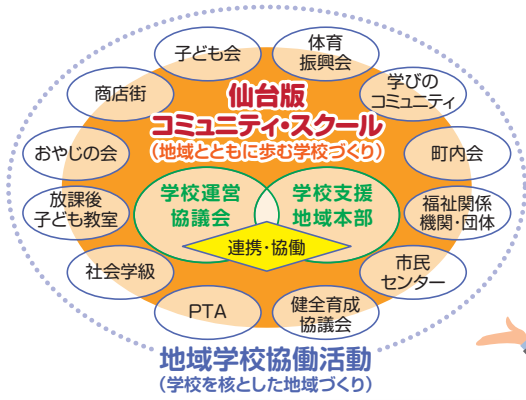 子ども会
体育
振興会
商店街
学びの
コミュニティ
仙台版
コミュニティ・スクール
(地域とともに歩む学校づくり)
おやじの会
町内会
学校運営
協議会
学校支援
地域本部
放課後
子ども教室
福祉関係
機関・団体
連携・協働
社会学級
市民
センター
PTA
健全育成
協議会
地域学校協働活動
(学校を核とした地域づくり)